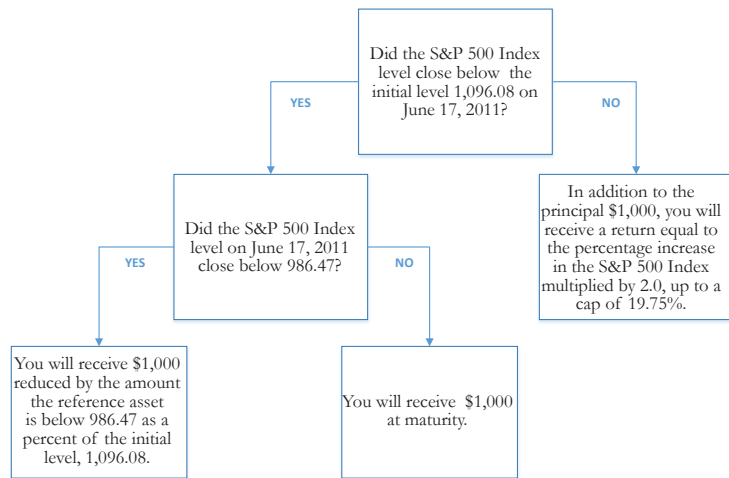 Did the S&P 500 Index
level close below the
initial level 1,096.08 on
June 17, 2011?
YES
NO
Did the S&P 500 Index
level on June 17, 2011
close below 986.47?
In addition to the
principal $1,000, you will
receive a return equal to
the percentage increase
in the S&P 500 Index
multiplied by 2.0, up to a
cap of 19.75%.
YES
NO
You will receive $1,000
reduced by the amount
the reference asset
is below 986.47 as a
percent of the initial
level, 1,096.08.
You will receive $1,000
at maturity.